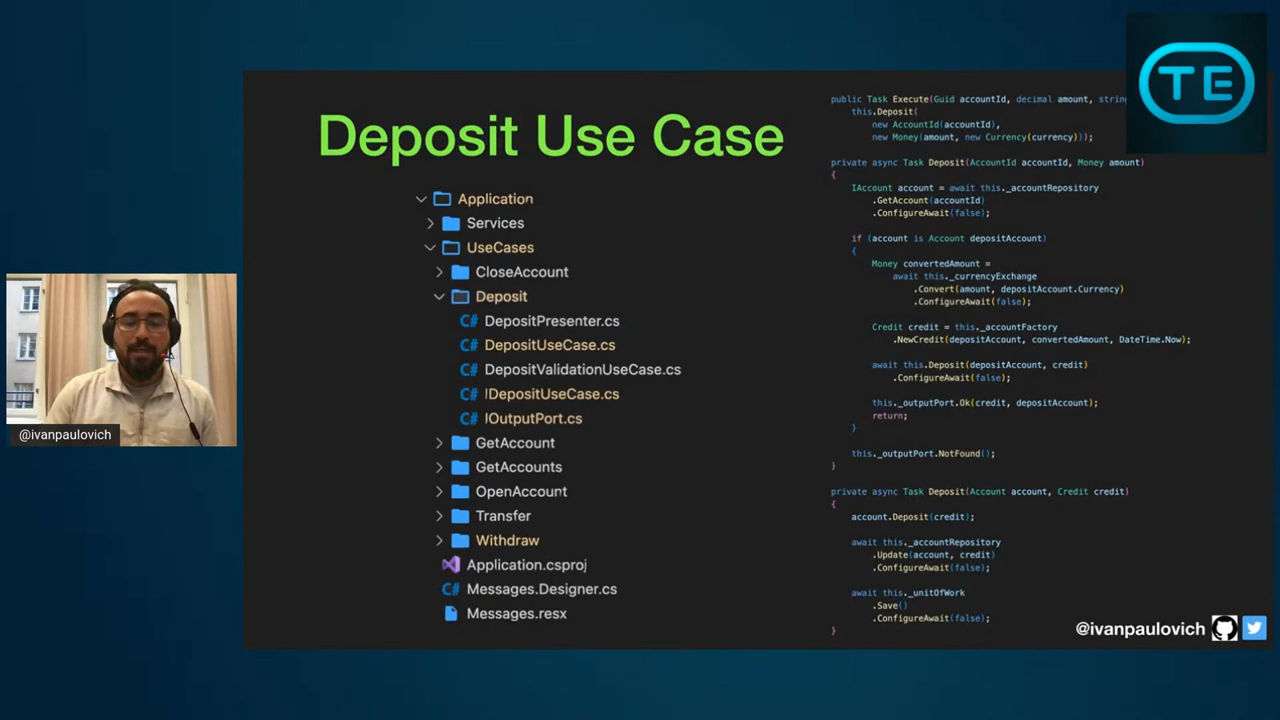 TE
Deposit Use Case
Application
Services
UseCases
CloseAccount
Deposit
DepositPresenter.cs
DepositUseCase.cs
DepositValidationUseCase.cs
IDepositUseCase.cs
IOutputPort.cs
GetAccount
GetAccounts
OpenAccount
Transfer
Withdraw
Application.csproj
Messages.Designer.cs
Messages.resx
public Task Execute(Guid accountId, decimal amount, string
this.Deposit(
new AccountId(accountId),
new Money(amount, new Currency(currency)));
private async Task Deposit(AccountId accountId, Money amount)
{
IAccount account = await this._accountRepository
.GetAccount(accountId)
.ConfigureAwait(false);
if (account is Account depositAccount)
{
Money convertedAmount =
await this._currencyExchange
.Convert(amount, depositAccount.Currency)
.ConfigureAwait(false);
Credit credit = this._accountFactory
.NewCredit(depositAccount, convertedAmount, DateTime.Now);
await this.Deposit(depositAccount, credit)
.ConfigureAwait(false);
this._outputPort.Ok(credit, depositAccount);
return;
}
this._outputPort.NotFound();
}
private async Task Deposit(Account account, Credit credit)
{
account.Deposit(credit);
await this._accountRepository
.Update(account, credit)
.ConfigureAwait(false);
await this._unitOfWork
.Save()
.ConfigureAwait(false);
}
@ivanpaulovich
@ivanpaulovich